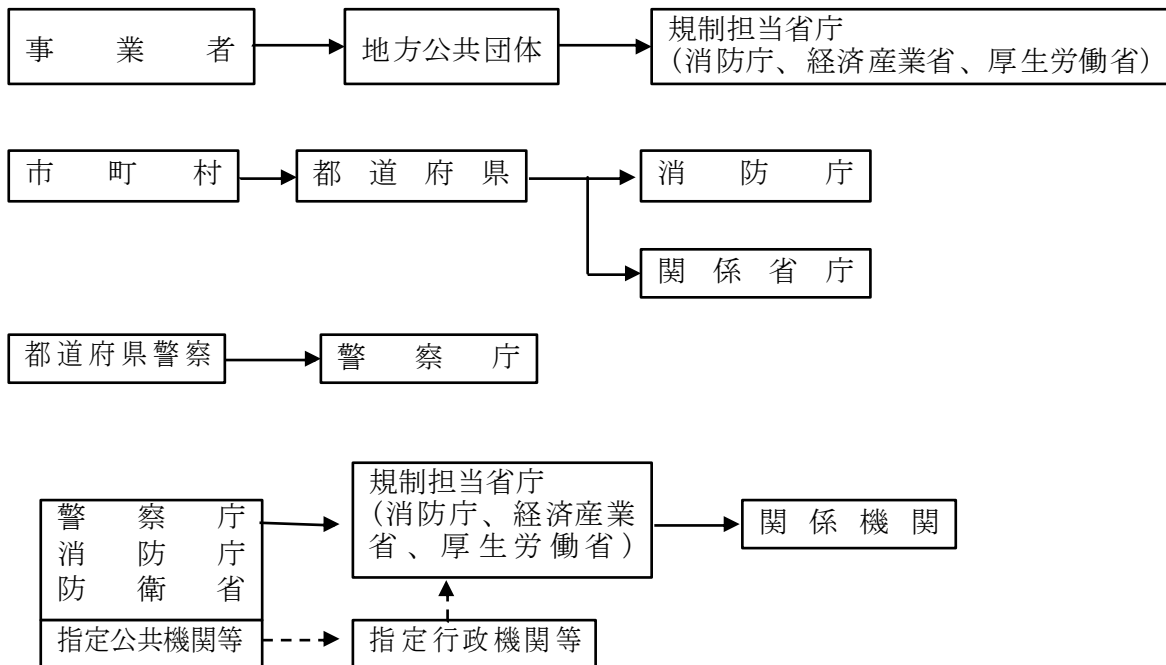 事業者
地方公共団体
規制担当省庁
(消防庁、経済産業省、厚生労働省)
市町村
都道府県
消防庁
関係省庁
都道府県警察
警察庁
警察庁
消防庁
防衛省
指定公共機関等
規制担当省庁
(消防庁、経済産業
省、厚生労働省)
指定行政機関等
関係機関